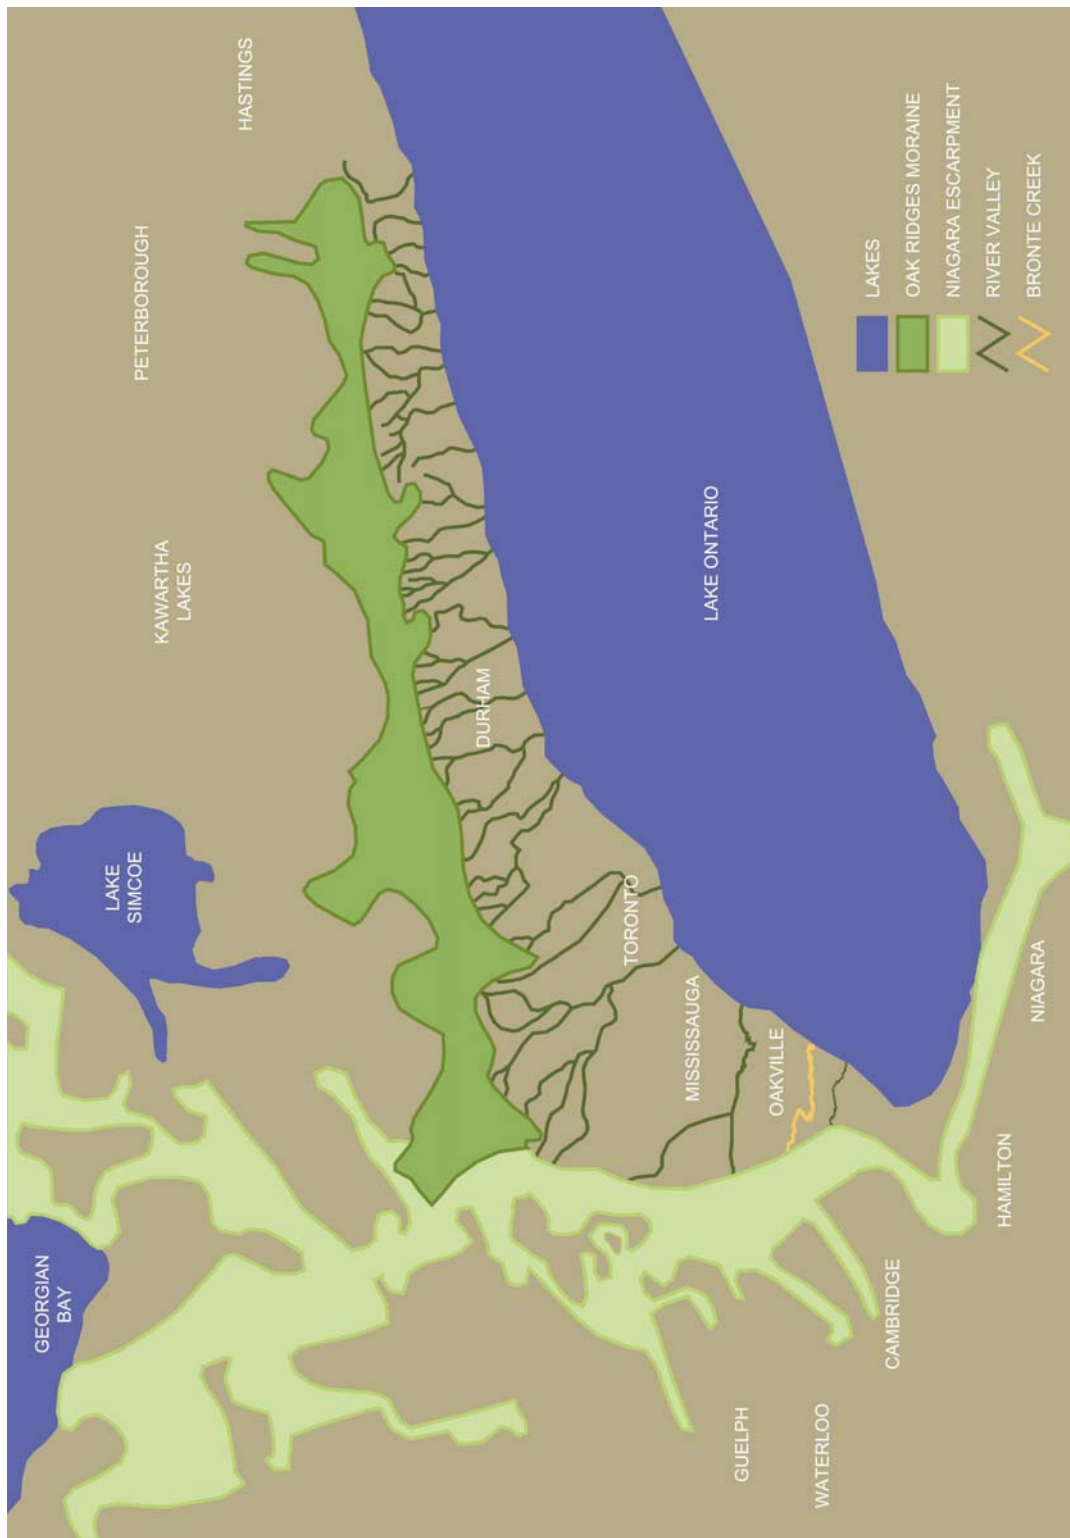 GEORGIAN
BAY
LAKE
SIMCOE
PETERBOROUGH
KAWARTHA
LAKES
HASTINGS
DURHAM
TORONTO
MISSISSAUGA
LAKE ONTARIO
GUELPH
OAKVILLE
WATERLOO
CAMBRIDGE
HAMILTON
NIAGARA
LAKES
OAK RIDGES MORAINE
NIAGARA ESCARPMENT
RIVER VALLEY
BRONTE CREEK